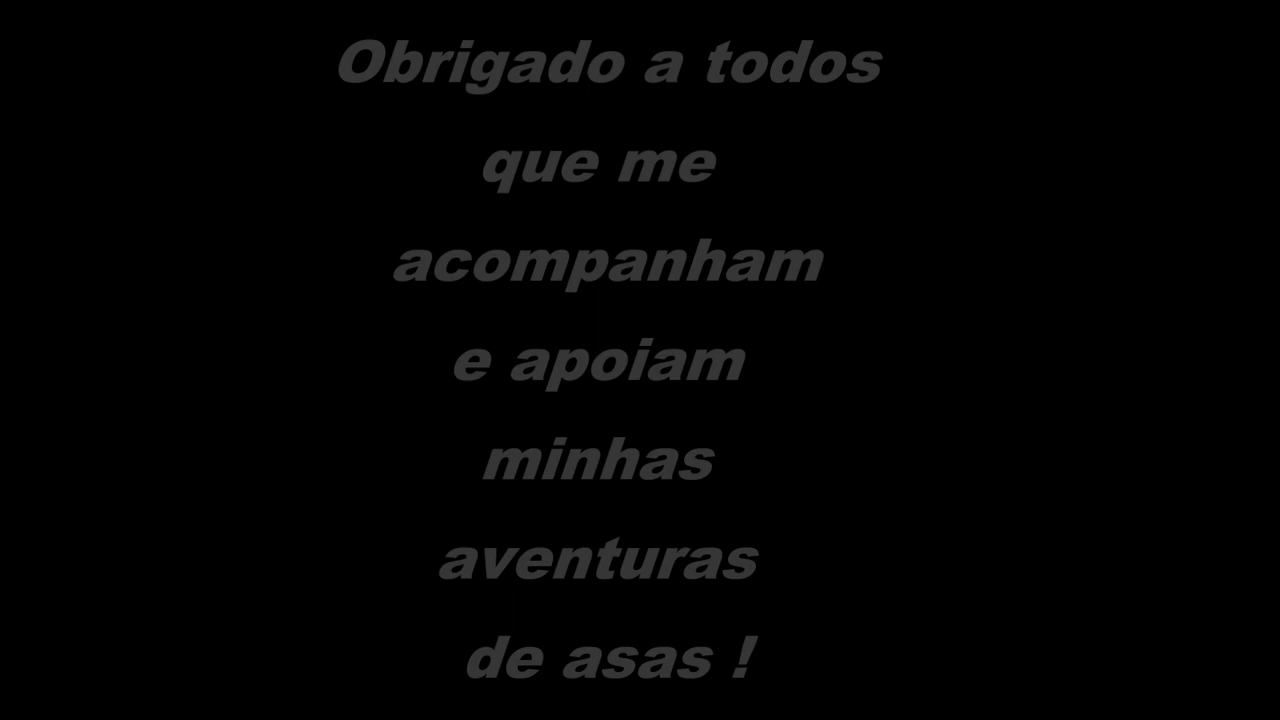 Obrigado a todos
que me
acompanham
e apoiam
minhas
aventuras
de asas !